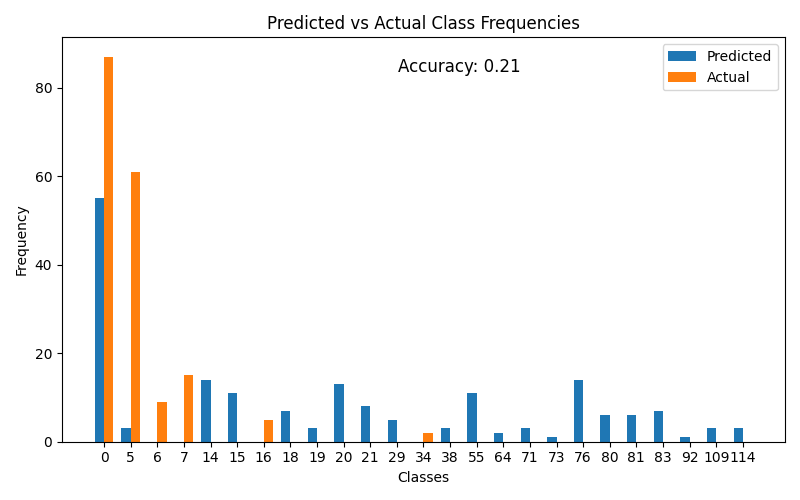 Predicted vs Actual Class Frequencies
Accuracy: 0.21
Predicted
Actual
Frequency
80
60
40
20
0
0 5 6 7 14 15 16 18 19 20 21 29 34 38 55 64 71 73 76 80 81 83 92 109 114
Classes